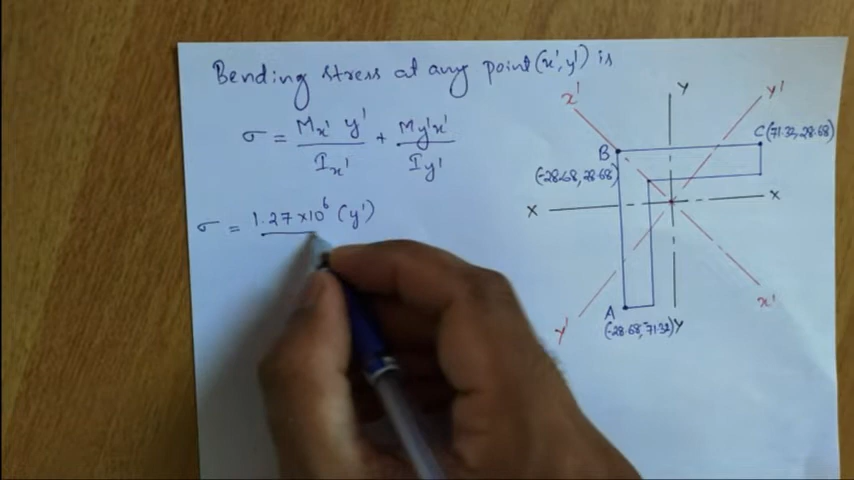 Bending stress at any point (x', y') is
σ = Mx' y' / Ix' + My' x' / Iy'
σ = 1.27 ×10⁶ (y')
x'
Y
y'
C (71.32, 28.68)
B
(-28.68, 28.68)
X
X
A
(-28.68, -71.32)
Y
y'
x'